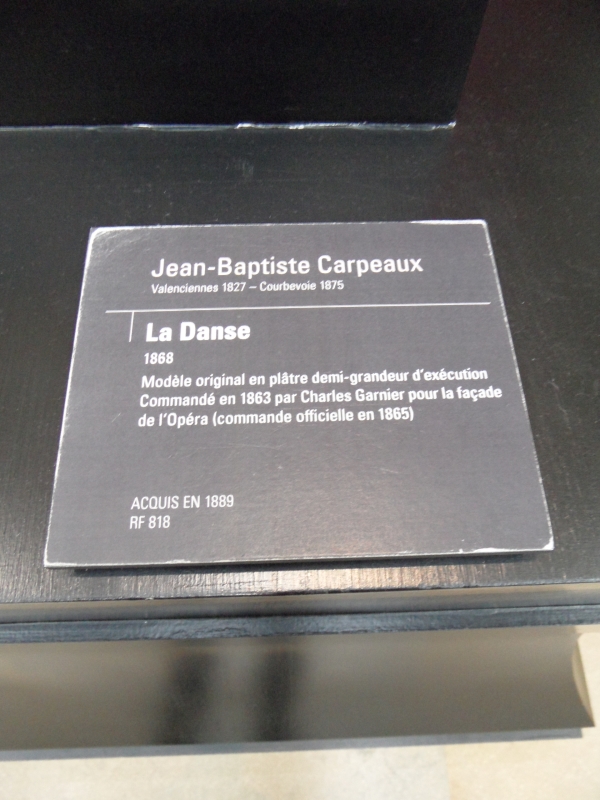 Jean-Baptiste Carpeaux
Valenciennes 1827 – Courbevoie 1875
La Danse
1868
Modèle original en plâtre demi-grandeur d'exécution
Commandé en 1863 par Charles Garnier pour la façade
de l'Opéra (commande officielle en 1865)
ACQUIS EN 1889
RF 818